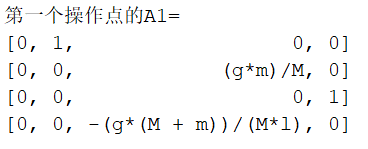 第一个操作点的A1=
[0, 1,                    0, 0]
[0, 0,              (g*m)/M, 0]
[0, 0,                    0, 1]
[0, 0, -(g*(M + m))/(M*l), 0]